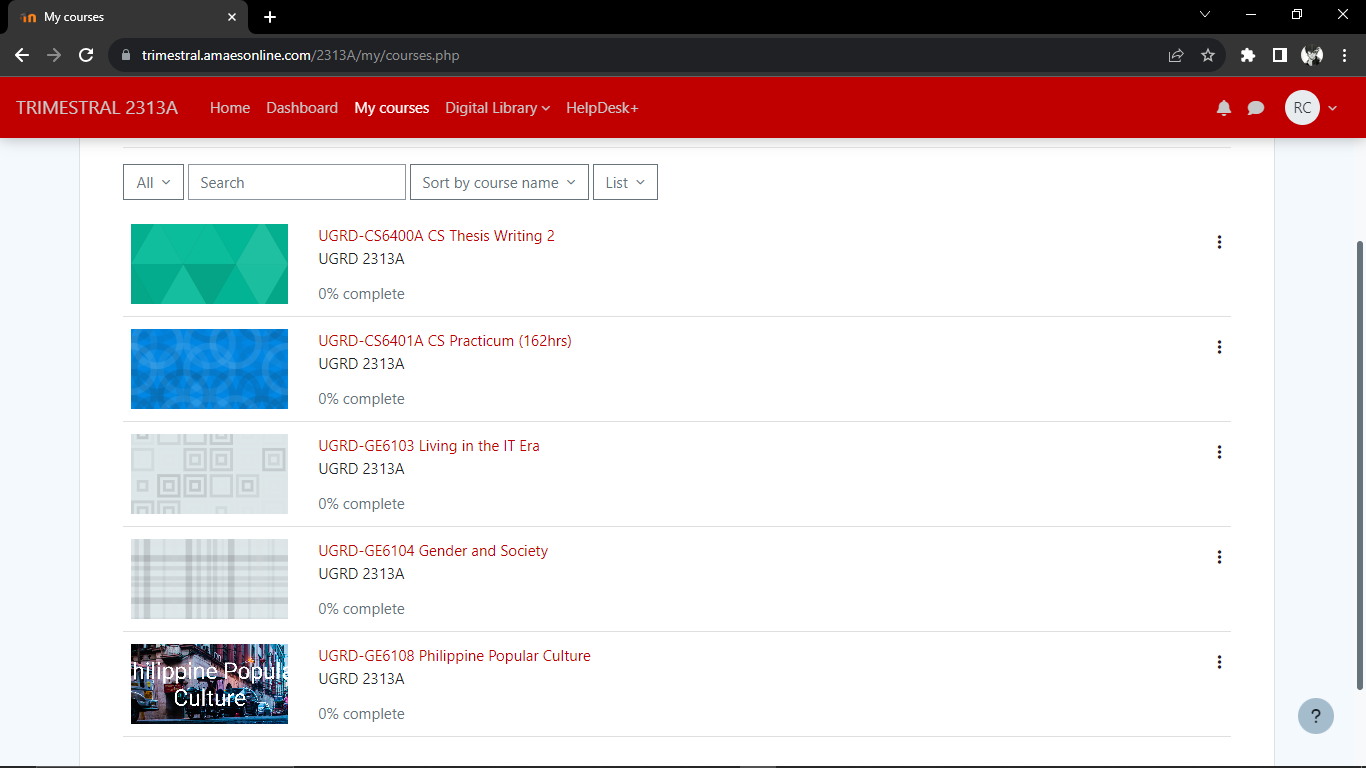 My courses
trimestral.amaesonline.com/2313A/my/courses.php
TRIMESTRAL 2313A Home Dashboard My courses Digital Library HelpDesk+ RC
All Search Sort by course name List
UGRD-CS6400A CS Thesis Writing 2
UGRD 2313A
0% complete
UGRD-CS6401A CS Practicum (162hrs)
UGRD 2313A
0% complete
UGRD-GE6103 Living in the IT Era
UGRD 2313A
0% complete
UGRD-GE6104 Gender and Society
UGRD 2313A
0% complete
hilippine Popula
Culture
UGRD-GE6108 Philippine Popular Culture
UGRD 2313A
0% complete
?